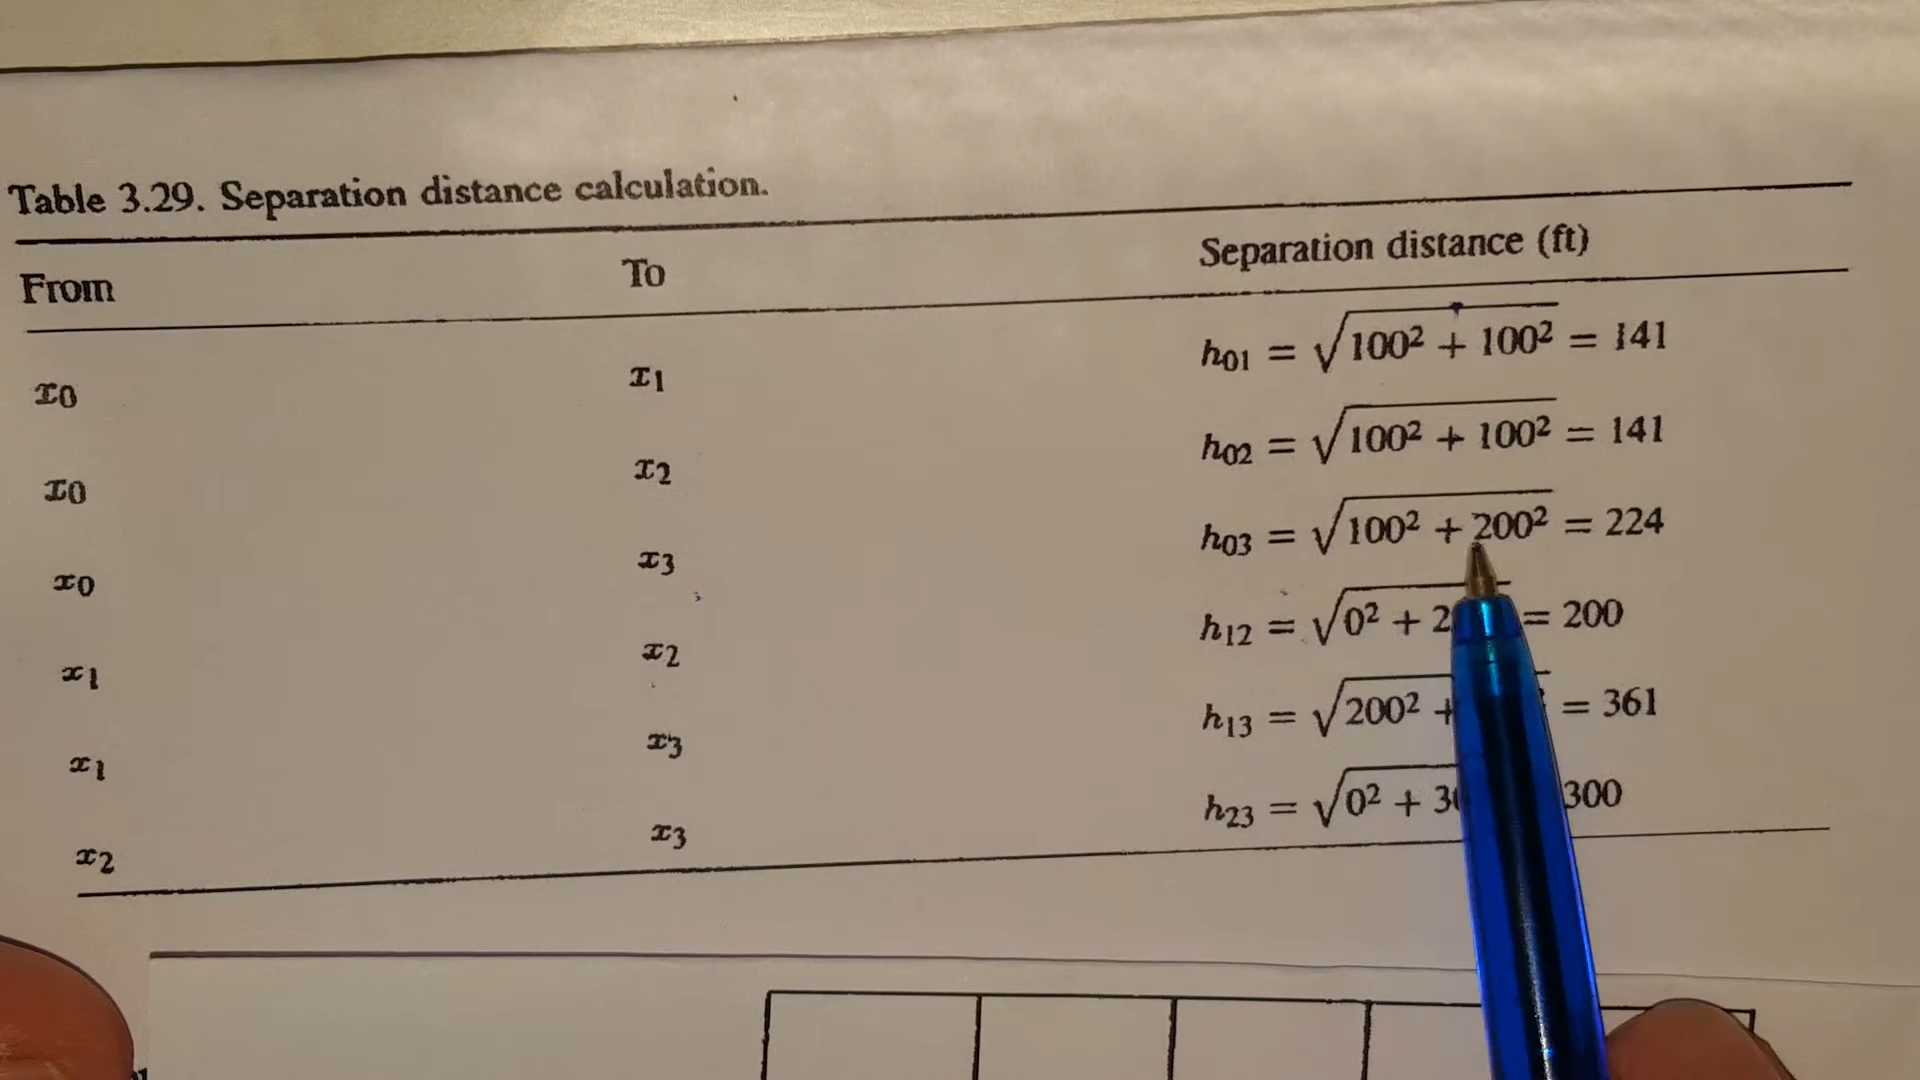 Table 3.29. Separation distance calculation.
From To Separation distance (ft)
x0 x1 h01 = √100² + 100² = 141
x0 x2 h02 = √100² + 100² = 141
x0 x3 h03 = √100² + 200² = 224
x1 x2 h12 = √0² + 2 = 200
x1 x3 h13 = √200² + = 361
x2 x3 h23 = √0² + 3 300